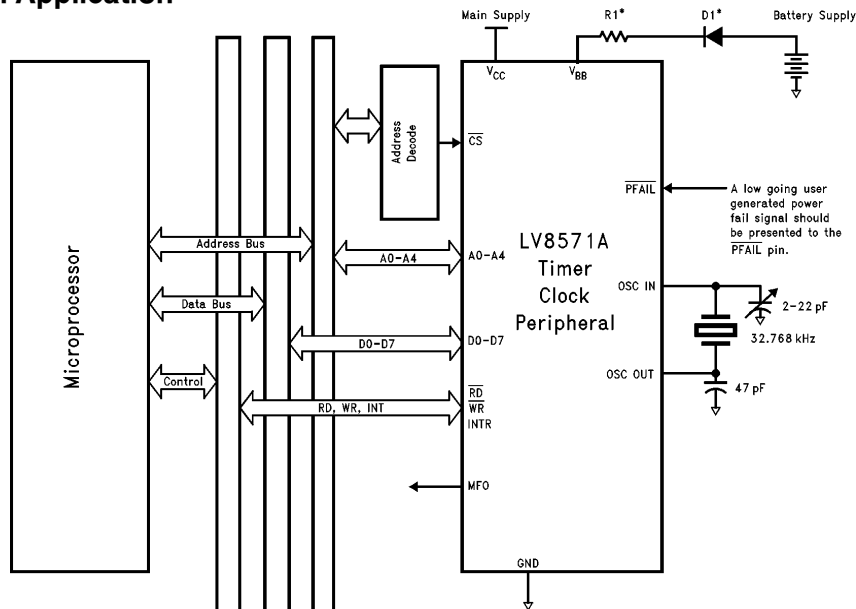 Application
Main Supply
R1*
D1*
Battery Supply
VCC
VBB
Microprocessor
Address
Decode
CS
PFAIL
A low going user
generated power
fail signal should
be presented to the
PFAIL pin.
Address Bus
A0-A4
A0-A4
LV8571A
Timer
Clock
Peripheral
OSC IN
2-22 pF
Data Bus
32.768 kHz
D0-D7
D0-D7
OSC OUT
Control
47 pF
RD, WR, INT
RD
WR
INTR
MFO
GND